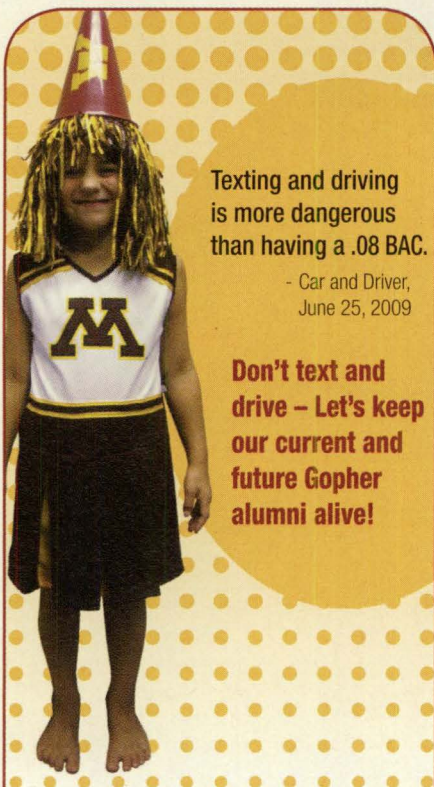 M
Texting and driving
is more dangerous
than having a .08 BAC.
- Car and Driver,
June 25, 2009
Don't text and
drive – Let's keep
our current and
future Gopher
alumni alive!